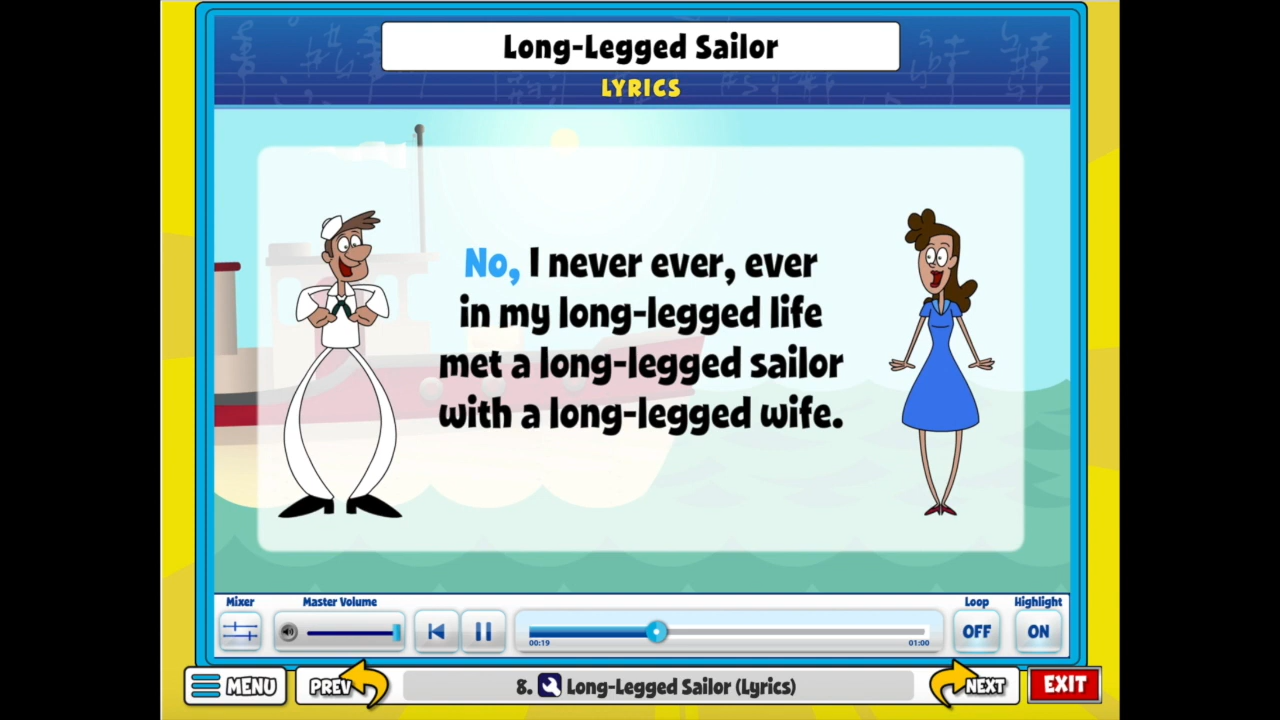 Long-Legged Sailor
LYRICS
No, I never ever, ever
in my long-legged life
met a long-legged sailor
with a long-legged wife.
Mixer
Master Volume
Loop
Highlight
OFF
ON
00:19
01:00
MENU
PREV
8. Long-Legged Sailor (Lyrics)
NEXT
EXIT